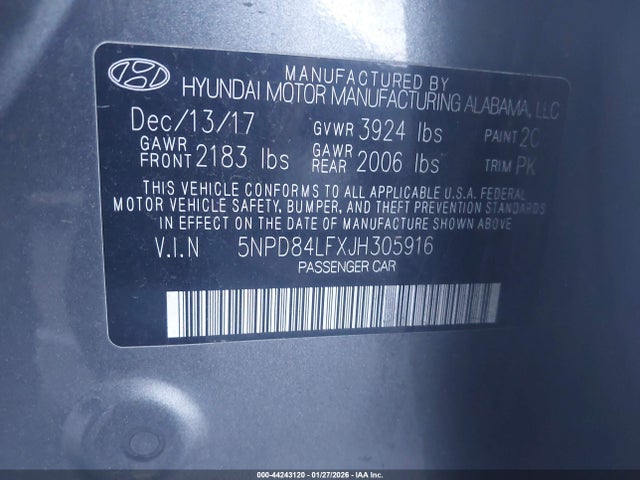 MANUFACTURED BY
HYUNDAI MOTOR MANUFACTURING ALABAMA, LLC
Dec/13/17 GVWR 3924 lbs PAINT 2C
GAWR FRONT 2183 lbs GAWR REAR 2006 lbs TRIM PK
THIS VEHICLE CONFORMS TO ALL APPLICABLE U.S.A. FEDERAL
MOTOR VEHICLE SAFETY, BUMPER, AND THEFT PREVENTION STANDARDS
IN EFFECT ON THE DATE OF MANUFACTURE SHOWN ABOVE
V.I.N 5NPD84LFXJH305916
PASSENGER CAR
000-44243120 - 01/27/2026 - IAA Inc.